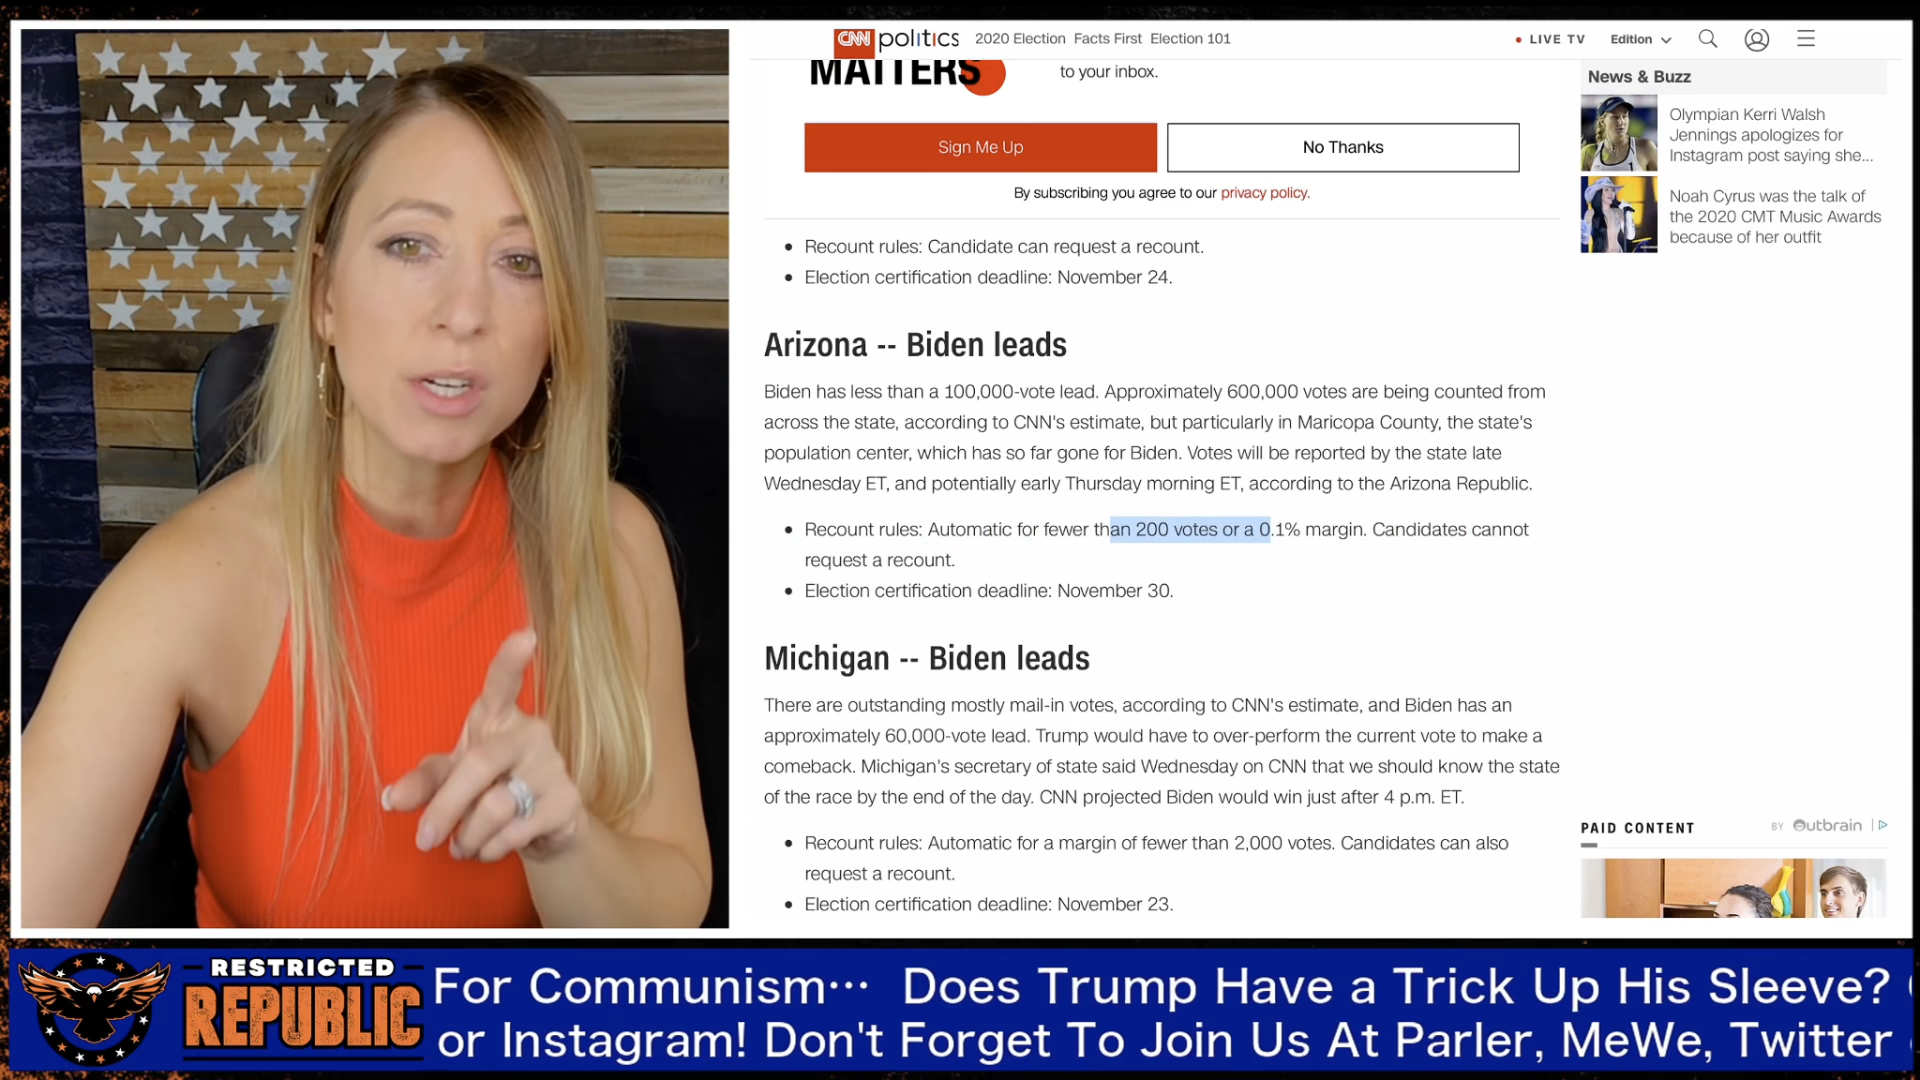 CNN politics 2020 Election Facts First Election 101
LIVE TV Edition
MATTERS
to your inbox.
Sign Me Up
No Thanks
By subscribing you agree to our privacy policy.
Recount rules: Candidate can request a recount.
Election certification deadline: November 24.
Arizona -- Biden leads
Biden has less than a 100,000-vote lead. Approximately 600,000 votes are being counted from
across the state, according to CNN's estimate, but particularly in Maricopa County, the state's
population center, which has so far gone for Biden. Votes will be reported by the state late
Wednesday ET, and potentially early Thursday morning ET, according to the Arizona Republic.
Recount rules: Automatic for fewer than 200 votes or a 0.1% margin. Candidates cannot
request a recount.
Election certification deadline: November 30.
Michigan -- Biden leads
There are outstanding mostly mail-in votes, according to CNN's estimate, and Biden has an
approximately 60,000-vote lead. Trump would have to over-perform the current vote to make a
comeback. Michigan's secretary of state said Wednesday on CNN that we should know the state
of the race by the end of the day. CNN projected Biden would win just after 4 p.m. ET.
Recount rules: Automatic for a margin of fewer than 2,000 votes. Candidates can also
request a recount.
Election certification deadline: November 23.
News & Buzz
Olympian Kerri Walsh
Jennings apologizes for
Instagram post saying she...
Noah Cyrus was the talk of
the 2020 CMT Music Awards
because of her outfit
PAID CONTENT
BY Outbrain
RESTRICTED
REPUBLIC
For Communism… Does Trump Have a Trick Up His Sleeve?
or Instagram! Don't Forget To Join Us At Parler, MeWe, Twitter